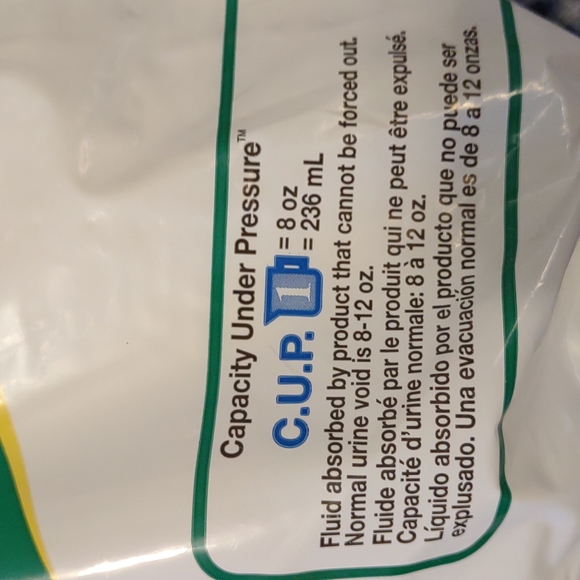 Capacity Under Pressure™
C.U.P. 1 = 8 oz
= 236 mL
Fluid absorbed by product that cannot be forced out.
Normal urine void is 8-12 oz.
Fluide absorbé par le produit qui ne peut être expulsé.
Capacité d'urine normale: 8 à 12 oz.
Líquido absorbido por el producto que no puede ser
explusado. Una evacuación normal es de 8 a 12 onzas.